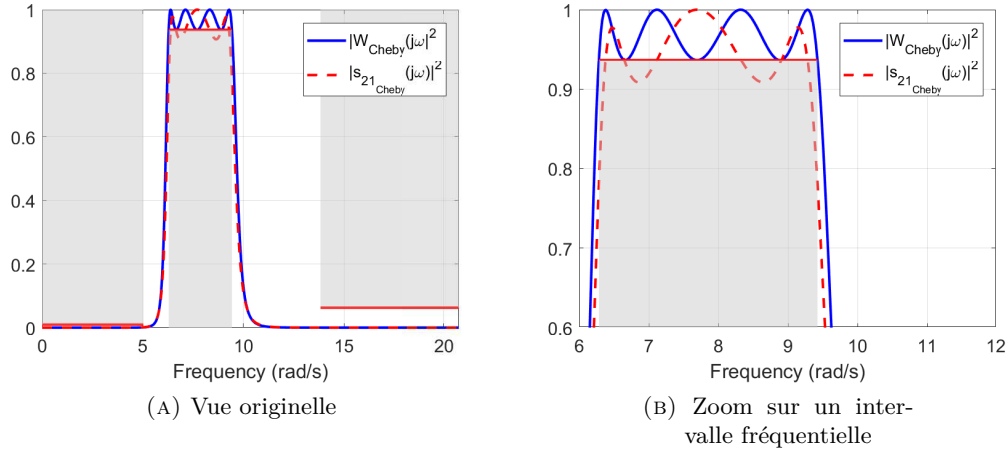 1
0.8
0.6
0.4
0.2
0
0 5 10 15 20
Frequency (rad/s)
|W_Cheby(jω|^2
|s_21_Cheby(jω)|^2
(A) Vue originelle
1
0.9
0.8
0.7
0.6
6 7 8 9 10 11 12
Frequency (rad/s)
|W_Cheby(jω|^2
|s_21_Cheby(jω)|^2
(B) Zoom sur un inter-
valle fréquentielle